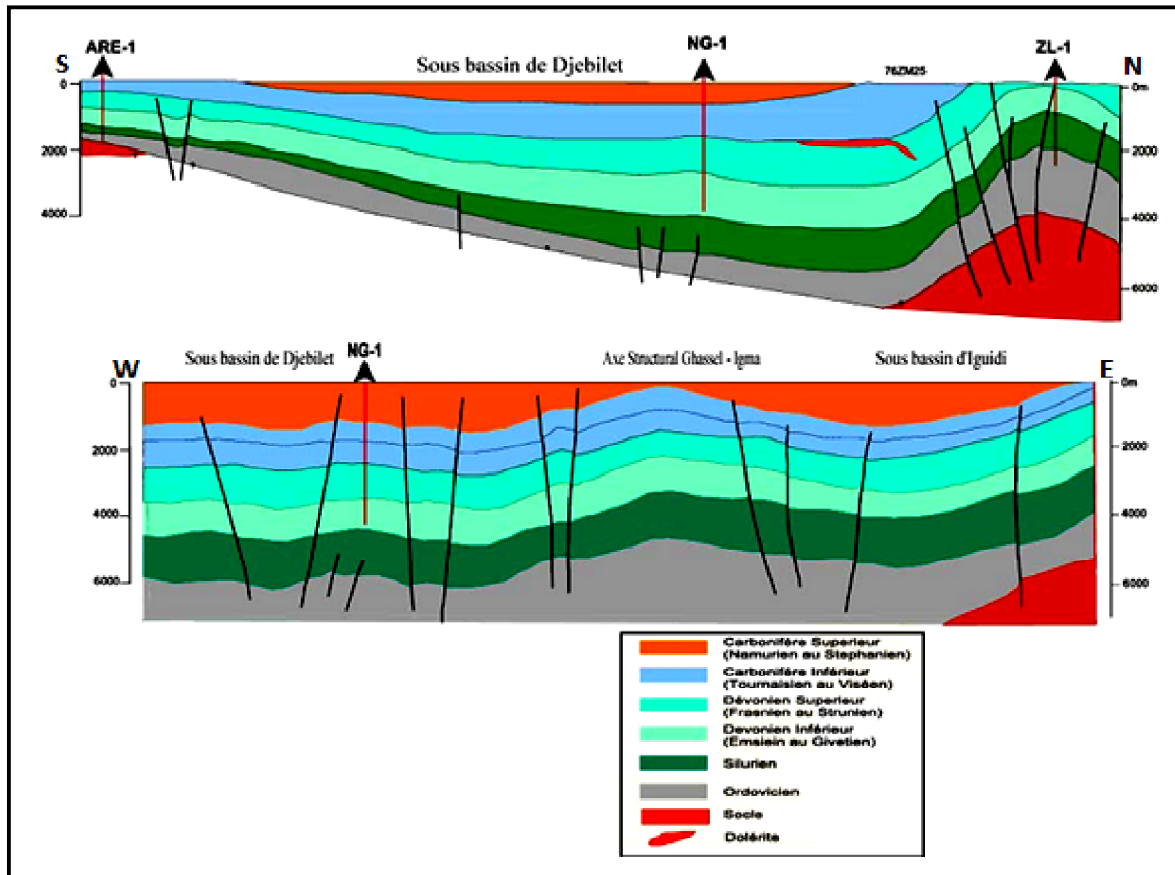 ARE-1
NG-1
ZL-1
S
Sous bassin de Djebilet
76ZM25
N
0
0m
2000
2000
4000
4000
6000
Sous bassin de Djebilet
NG-1
Axe Structural Ghassel - Igma
Sous bassin d'Iguidi
W
E
0
0m
2000
2000
4000
4000
6000
6000
Carbonifère Superieur
(Namurien au Stephanien)
Carbonifère Inférieur
(Tournaisien au Viséen)
Dévonien Superieur
(Frasnien au Strunien)
Devonien Inférieur
(Emsiein au Givetien)
Silurien
Ordovicien
Socle
Dolérite